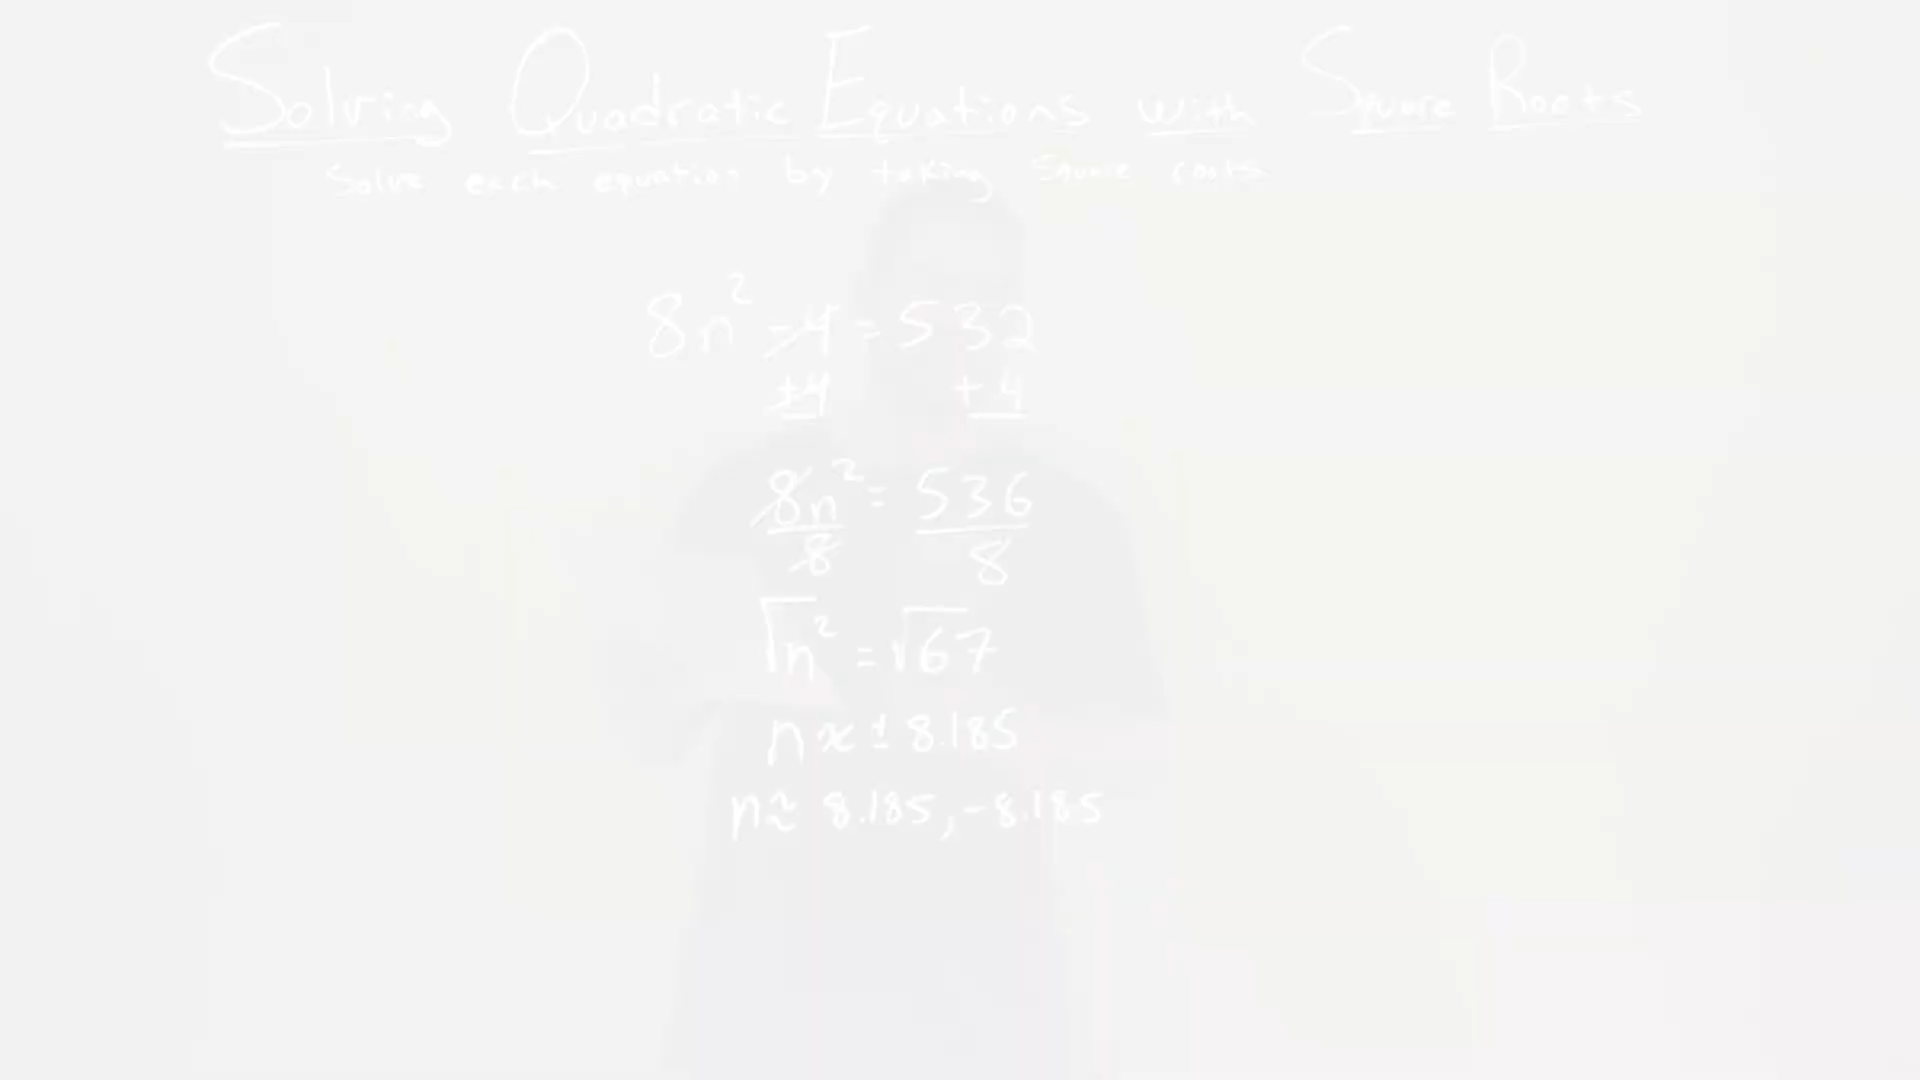 Solving Quadratic Equations with Square Roots
Solve each equation by taking square roots
8n² - 4 = 532
+4 +4
8n² = 536
8 8
√n² = √67
n ≈ ± 8.185
n ≈ 8.185, -8.185